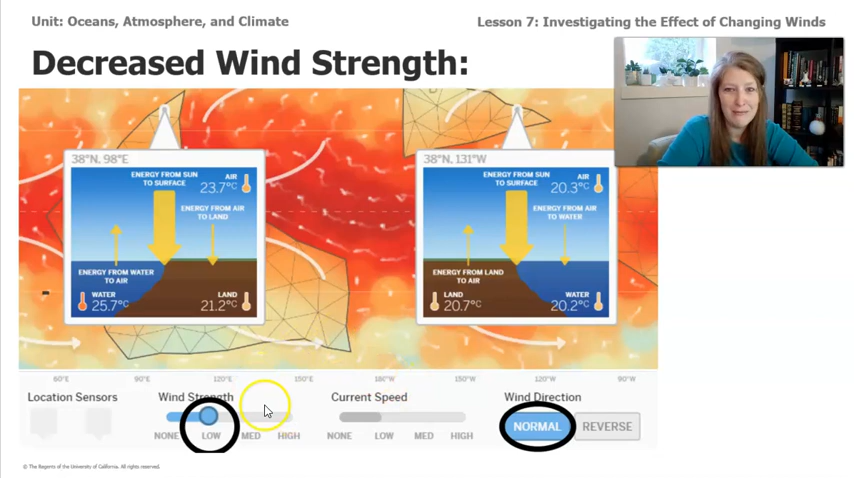 Unit: Oceans, Atmosphere, and Climate
Lesson 7: Investigating the Effect of Changing Winds
Decreased Wind Strength:
38°N, 98°E
ENERGY FROM SUN
TO SURFACE
AIR
23.7°C
ENERGY FROM AIR
TO LAND
ENERGY FROM WATER
TO AIR
WATER
25.7°C
LAND
21.2°C
38°N, 131°W
ENERGY FROM SUN
TO SURFACE
AIR
20.3°C
ENERGY FROM AIR
TO WATER
ENERGY FROM LAND
TO AIR
LAND
20.7°C
WATER
20.2°C
60°E 90°E 120°E 150°E 180°W 150°W 120°W 90°W
Location Sensors
Wind Strength
NONE LOW MED HIGH
Current Speed
NONE LOW MED HIGH
Wind Direction
NORMAL REVERSE
© The Regents of the University of California. All rights reserved.